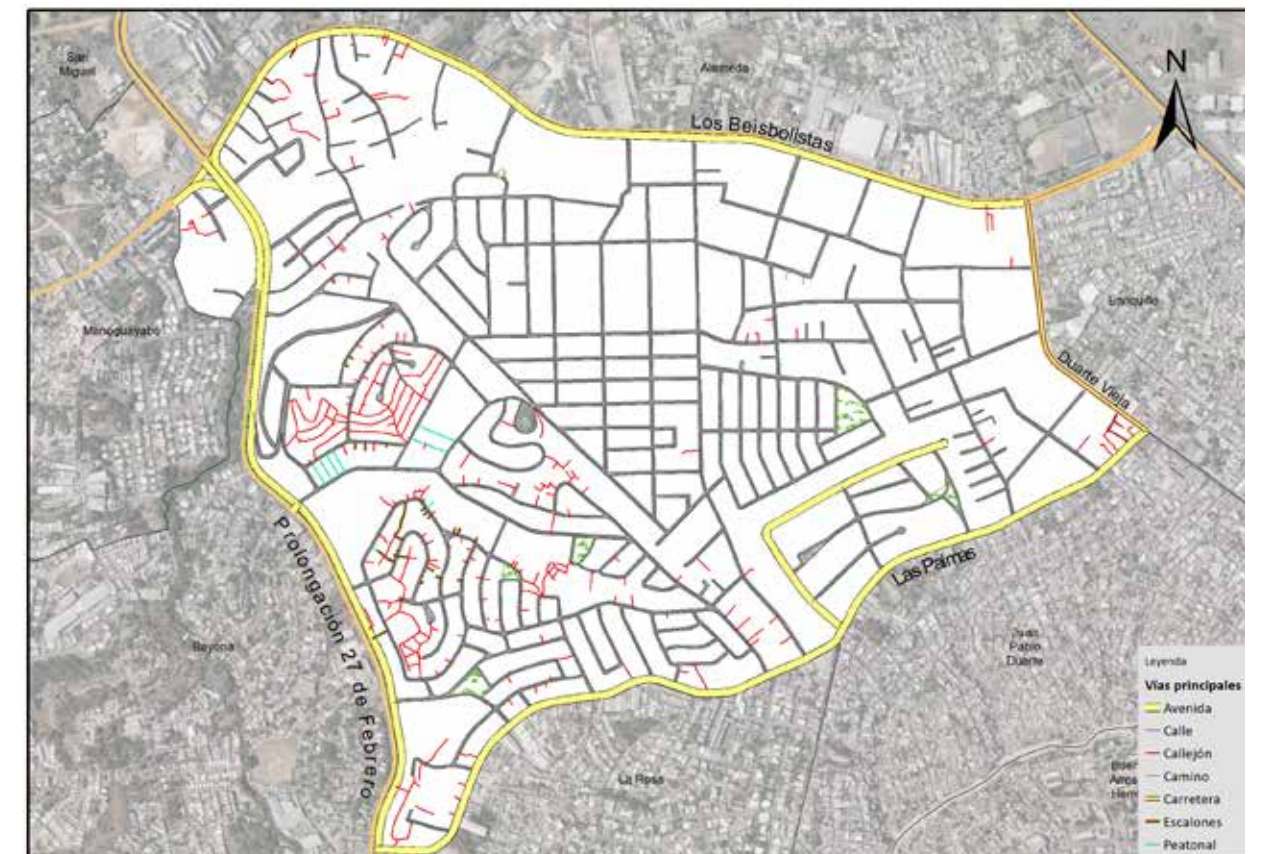 San
Miguel
Alameda
N
Los Beisbolistas
Manoguayabo
Enriquillo
Duarte Vieja
Prolongación 27 de Febrero
Las Palmas
Bayona
Juan
Pablo
Duarte
La Rosa
Leyenda
Vías principales
Avenida
Calle
Callejón
Camino
Carretera
Escalones
Peatonal